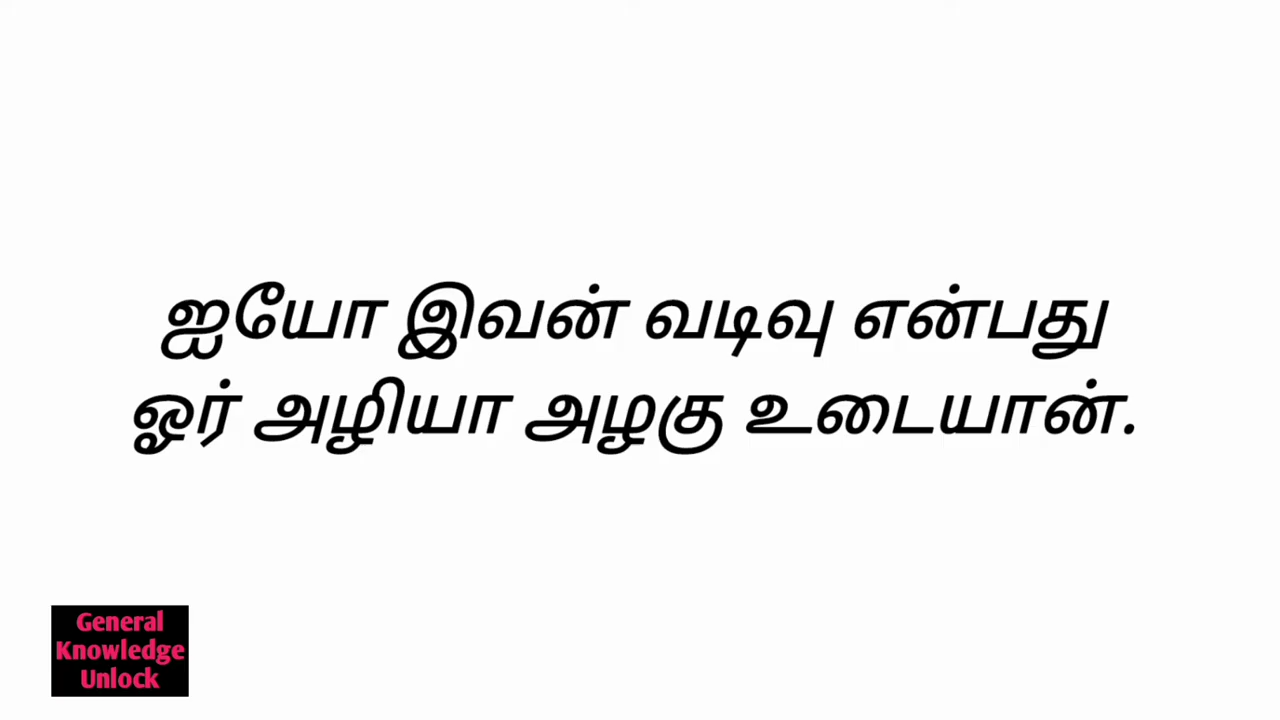 ஐயோ இவன் வடிவு என்பது
ஓர் அழியா அழகு உடையான்.
General
Knowledge
Unlock